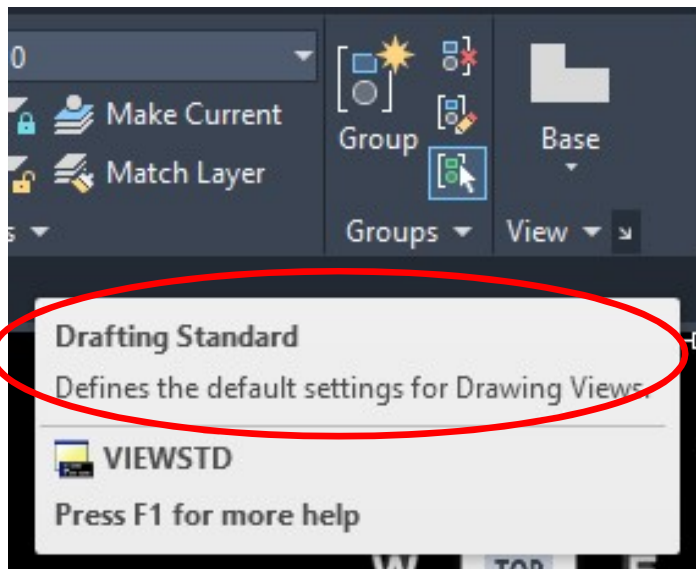 0
Make Current
Group
Base
Match Layer
s
Groups
View
Drafting Standard
Defines the default settings for Drawing Views.
VIEWSTD
Press F1 for more help
W
TOP
E